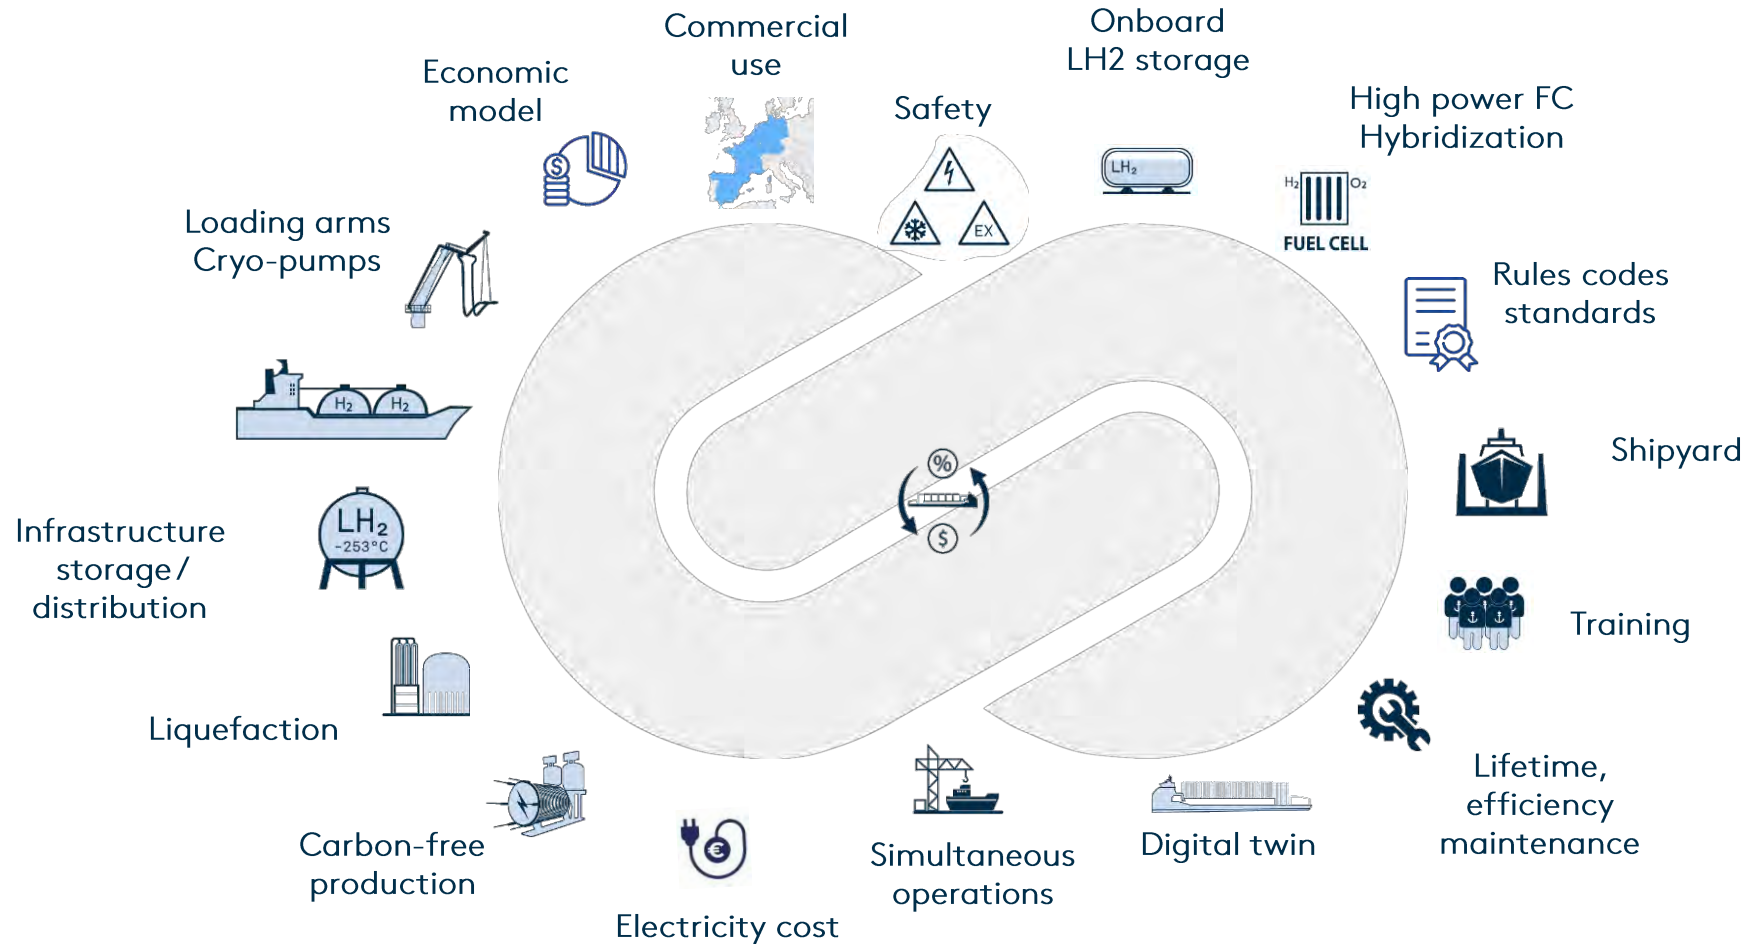 Commercial
use
Onboard
LH2 storage
Economic
model
Safety
High power FC
Hybridization
LH₂
H₂
O₂
FUEL CELL
EX
$
Loading arms
Cryo-pumps
Rules codes
standards
H₂
H₂
Shipyard
%
$
LH₂
-253°C
Infrastructure
storage/
distribution
Training
Liquefaction
Lifetime,
efficiency
maintenance
Carbon-free
production
€
Electricity cost
Simultaneous
operations
Digital twin